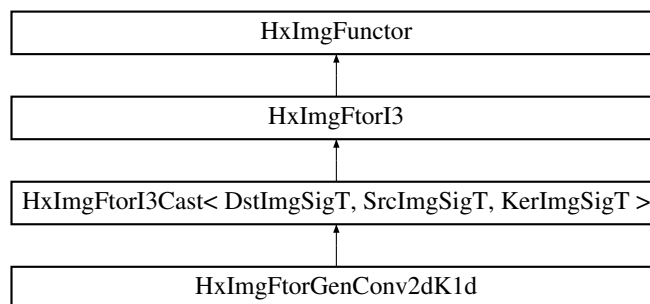 HxImgFunctor
HxImgFtorI3
HxImgFtorI3Cast< DstImgSigT, SrcImgSigT, KerImgSigT >
HxImgFtorGenConv2dK1d